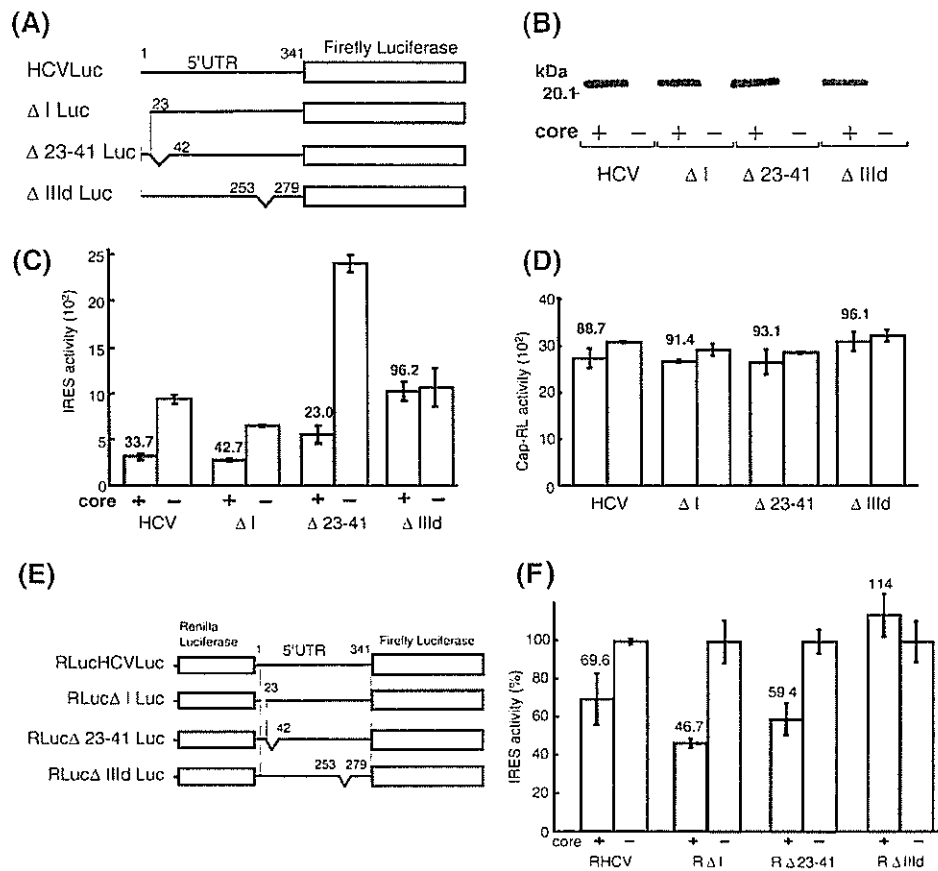 (A)
1
341
Firefly Luciferase
HCVLuc
5'UTR
Δ I Luc
23
Δ 23-41 Luc
42
Δ IIId Luc
253
279
(B)
kDa
20.1
core + − + − + − + −
HCV Δ I Δ 23-41 Δ IIId
(C)
IRES activity (10²)
25
20
15
10
5
0
33.7
42.7
23.0
96.2
core + − + − + − + −
HCV Δ I Δ 23-41 Δ IIId
(D)
Cap-RL activity (10²)
40
30
20
10
0
88.7
91.4
93.1
96.1
HCV Δ I Δ 23-41 Δ IIId
(E)
Renilla
Luciferase
1
5'UTR
341
Firefly Luciferase
RLucHCVLuc
RLucΔ I Luc
23
RLucΔ 23-41 Luc
42
RLucΔ IIId Luc
253
279
(F)
IRES activity (%)
100
80
60
40
20
0
69.6
46.7
59.4
114
core + − + − + − + −
RHCV R Δ I R Δ23-41 R ΔIIId